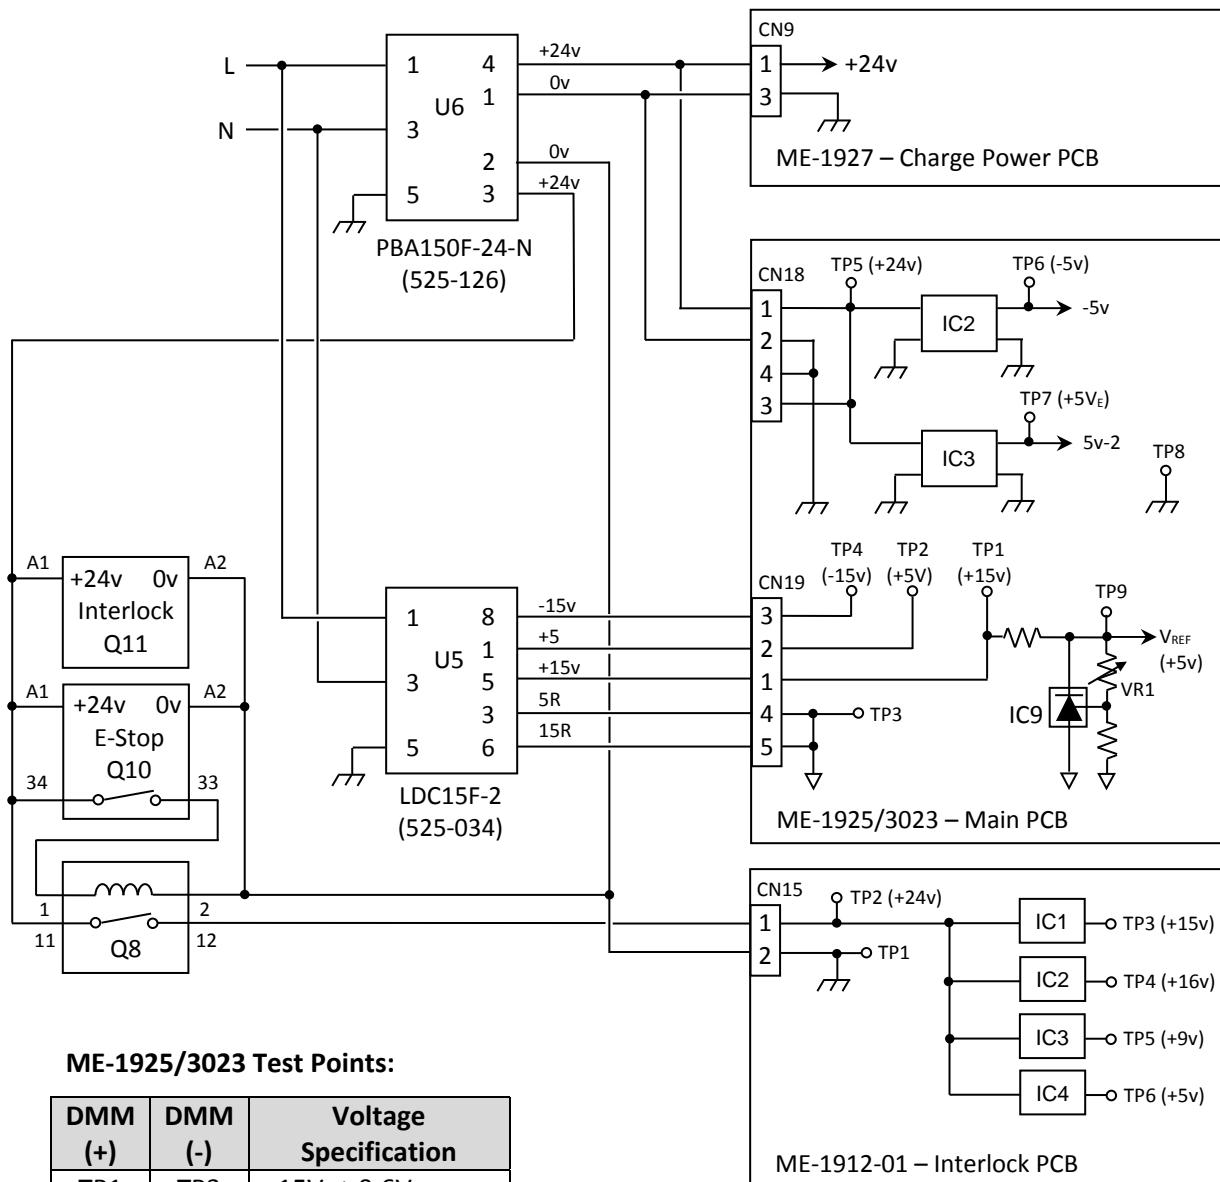 L
N
1
3
5
U6
4
1
2
3
+24v
0v
0v
+24v
PBA150F-24-N
(525-126)
CN9
1
3
+24v
ME-1927 – Charge Power PCB
CN18
1
2
4
3
TP5 (+24v)
TP6 (-5v)
IC2
-5v
TP7 (+5VE)
IC3
5v-2
TP8
TP4
(-15v)
TP2
(+5V)
TP1
(+15v)
CN19
3
2
1
4
5
TP3
TP9
VREF
(+5v)
VR1
IC9
ME-1925/3023 – Main PCB
A1
+24v 0v
A2
Interlock
Q11
A1
+24v 0v
A2
E-Stop
Q10
34
33
1
2
11
Q8
12
1
3
5
U5
8
1
5
3
6
-15v
+5
+15v
5R
15R
LDC15F-2
(525-034)
CN15
1
2
TP2 (+24v)
TP1
IC1
TP3 (+15v)
IC2
TP4 (+16v)
IC3
TP5 (+9v)
IC4
TP6 (+5v)
ME-1912-01 – Interlock PCB
ME-1925/3023 Test Points:
DMM
(+)
DMM
(-)
Voltage
Specification